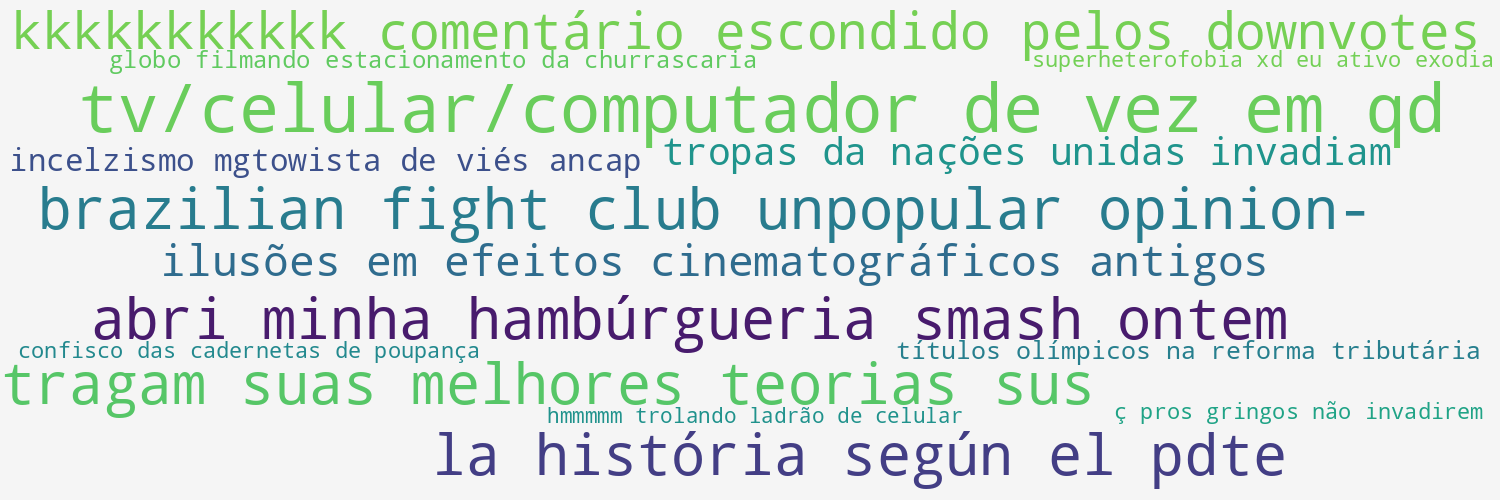 kkkkkkkkkkk comentário escondido pelos downvotes
globo filmando estacionamento da churrascaria
superheterofobia xd eu ativo exodia
tv/celular/computador de vez em qd
tropas da nações unidas invadiam
incelzismo mgtowista de viés ancap
brazilian fight club unpopular opinion-
ilusões em efeitos cinematográficos antigos
abri minha hambúrgueria smash ontem
confisco das cadernetas de poupança
títulos olímpicos na reforma tributária
tragam suas melhores teorias sus
hmmmmm trolando ladrão de celular
ç pros gringos não invadirem
la história según el pdte